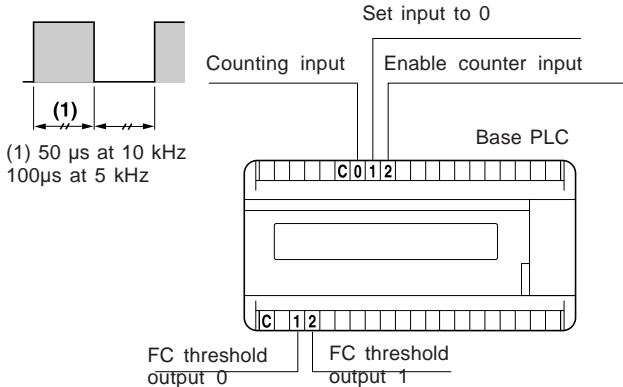 Set input to 0
Counting input
Enable counter input
(1)
(1) 50 µs at 10 kHz
100µs at 5 kHz
Base PLC
C 0 1 2
C 1 2
FC threshold
output 0
FC threshold
output 1